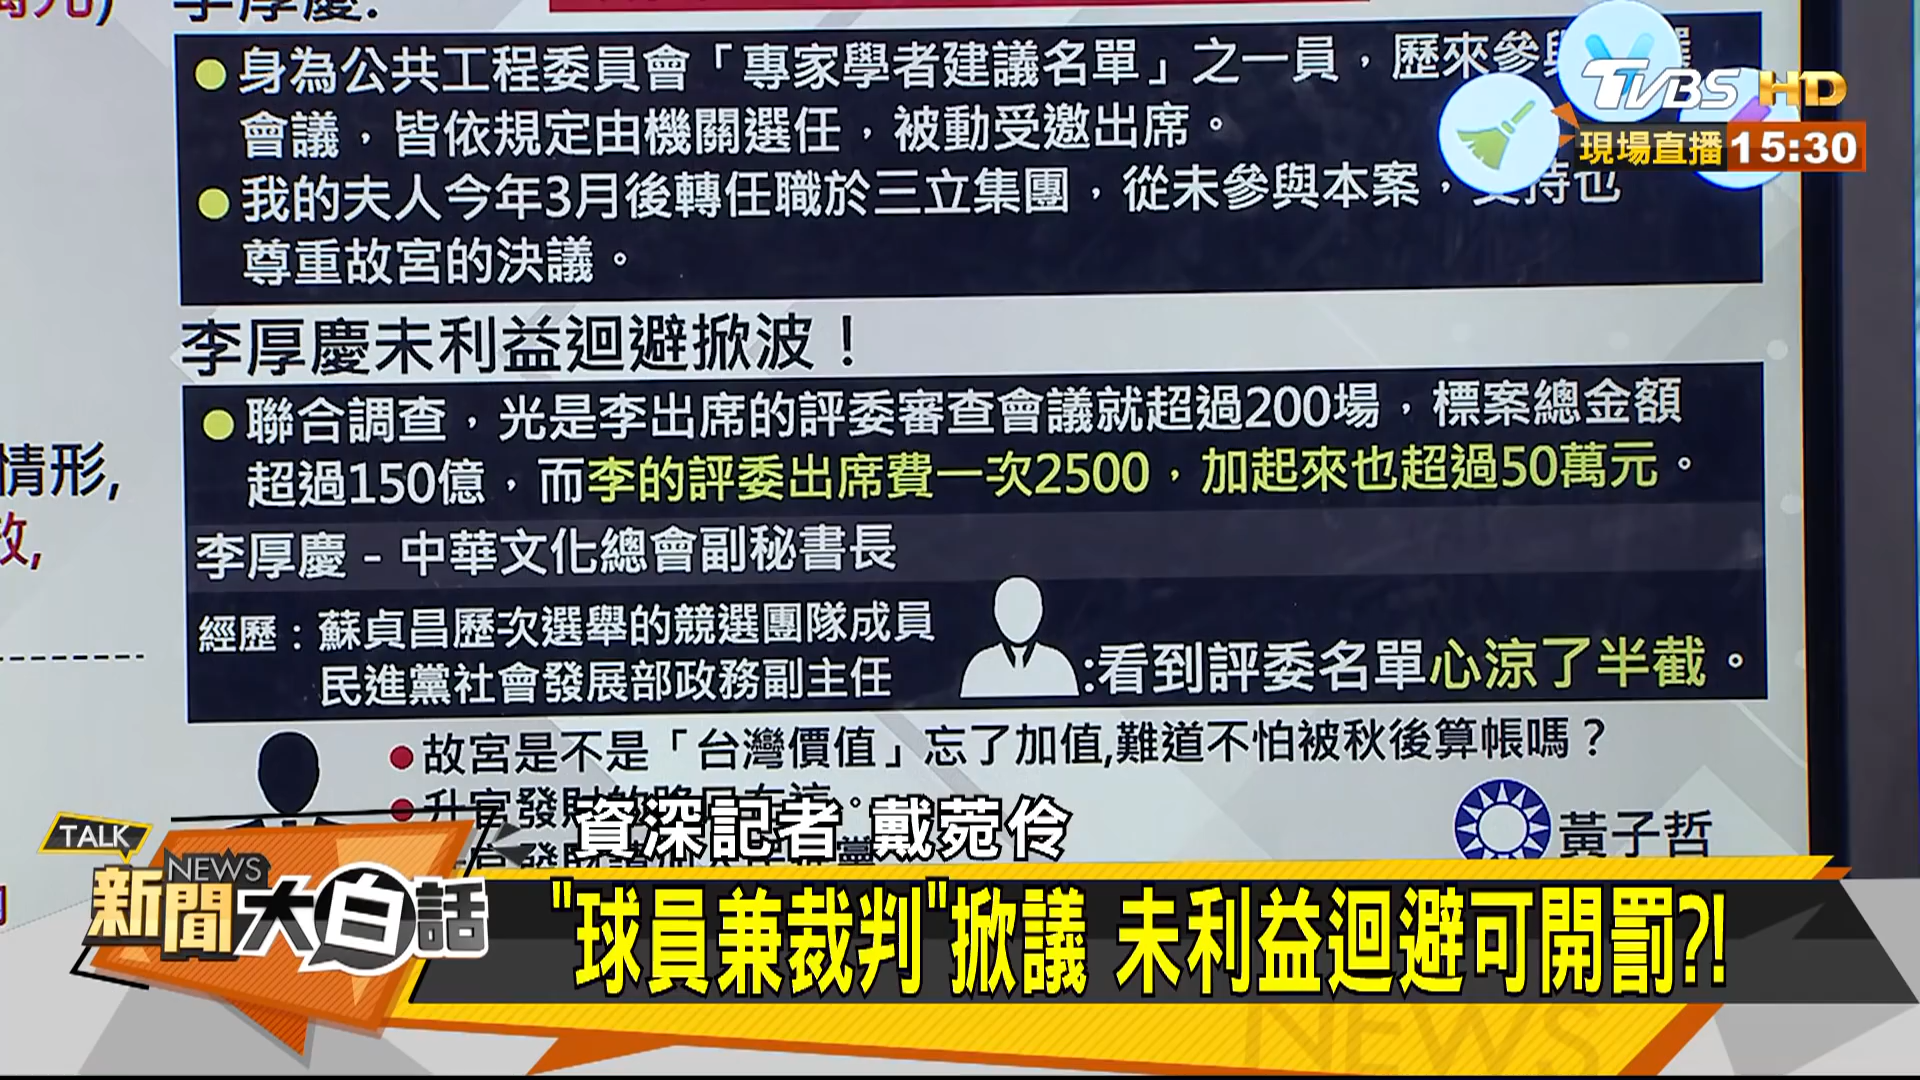 李厚慶:
身為公共工程委員會「專家學者建議名單」之一員，歷來參與
會議，皆依規定由機關選任，被動受邀出席。
我的夫人今年3月後轉任職於三立集團，從未參與本案，支持也
尊重故宮的決議。
TVBS HD
現場直播 15:30
李厚慶未利益迴避掀波！
聯合調查，光是李出席的評委審查會議就超過200場，標案總金額
超過150億，而李的評委出席費一次2500，加起來也超過50萬元。
情形,
李厚慶－中華文化總會副秘書長
經歷：蘇貞昌歷次選舉的競選團隊成員
民進黨社會發展部政務副主任
:看到評委名單心涼了半截。
故宮是不是「台灣價值」忘了加值,難道不怕被秋後算帳嗎？
黃子哲
資深記者 戴菀伶
TALK
NEWS
新聞大白話
"球員兼裁判"掀議 未利益迴避可開罰?!
NEWS